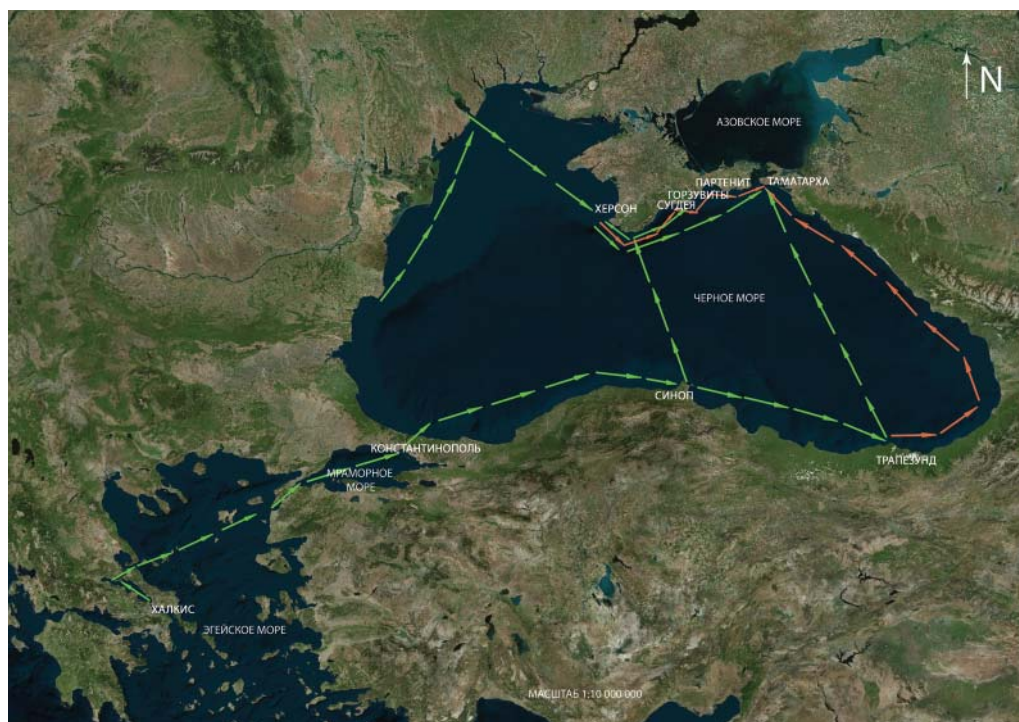 N
АЗОВСКОЕ МОРЕ
ПАРТЕНИТ
ТАМАТАРХА
ГОРЗУВИТЫ
СУГДЕЯ
ХЕРСОН
ЧЕРНОЕ МОРЕ
СИНОП
КОНСТАНТИНОПОЛЬ
ТРАПЕЗУНД
МРАМОРНОЕ
МОРЕ
ХАЛКИС
ЭГЕЙСКОЕ МОРЕ
МАСШТАБ 1:10 000 000